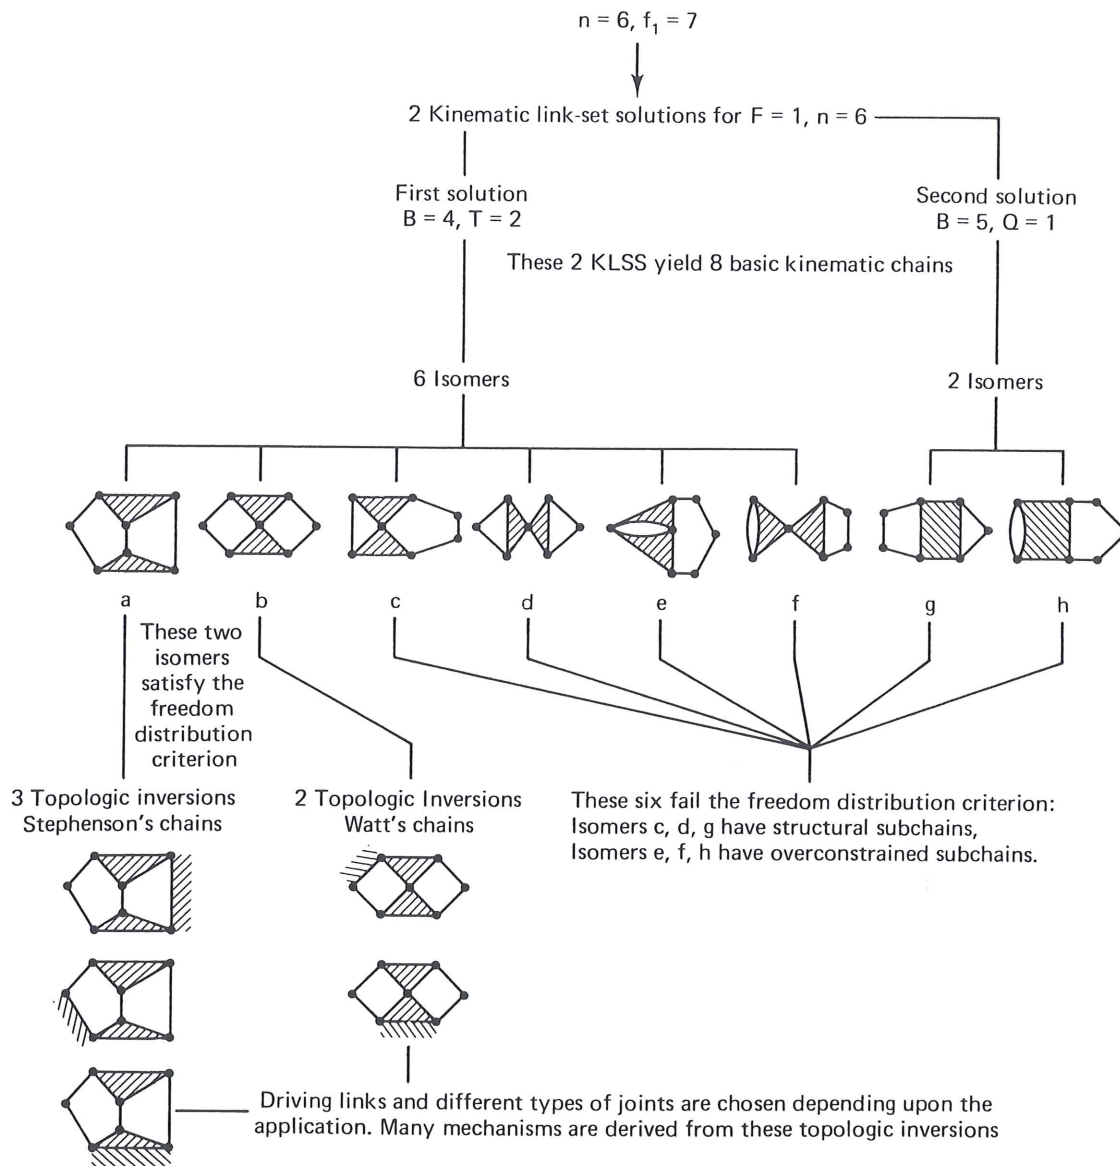 n = 6, f₁ = 7
2 Kinematic link-set solutions for F = 1, n = 6
First solution
B = 4, T = 2
Second solution
B = 5, Q = 1
These 2 KLSS yield 8 basic kinematic chains
6 Isomers
2 Isomers
a
b
c
d
e
f
g
h
These two
isomers
satisfy the
freedom
distribution
criterion
3 Topologic inversions
Stephenson's chains
2 Topologic Inversions
Watt's chains
These six fail the freedom distribution criterion:
Isomers c, d, g have structural subchains,
Isomers e, f, h have overconstrained subchains.
Driving links and different types of joints are chosen depending upon the
application. Many mechanisms are derived from these topologic inversions